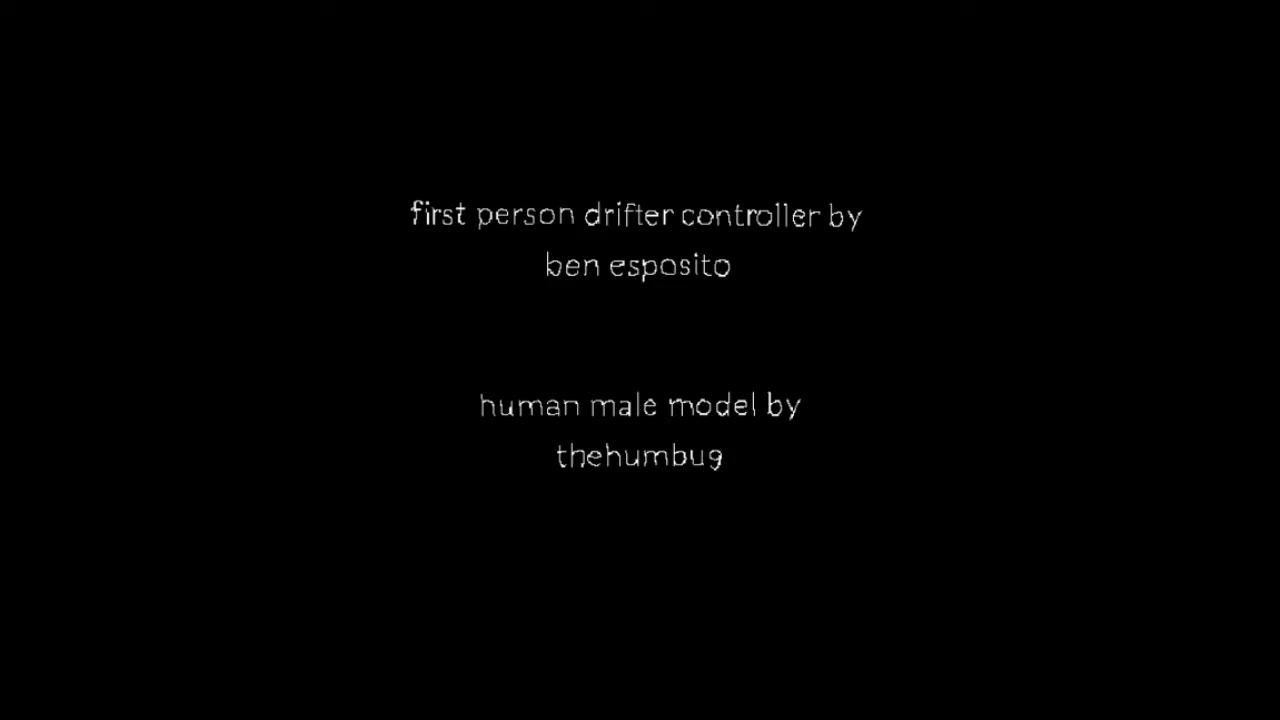 first person drifter controller by
ben esposito
human male model by
thehumbug